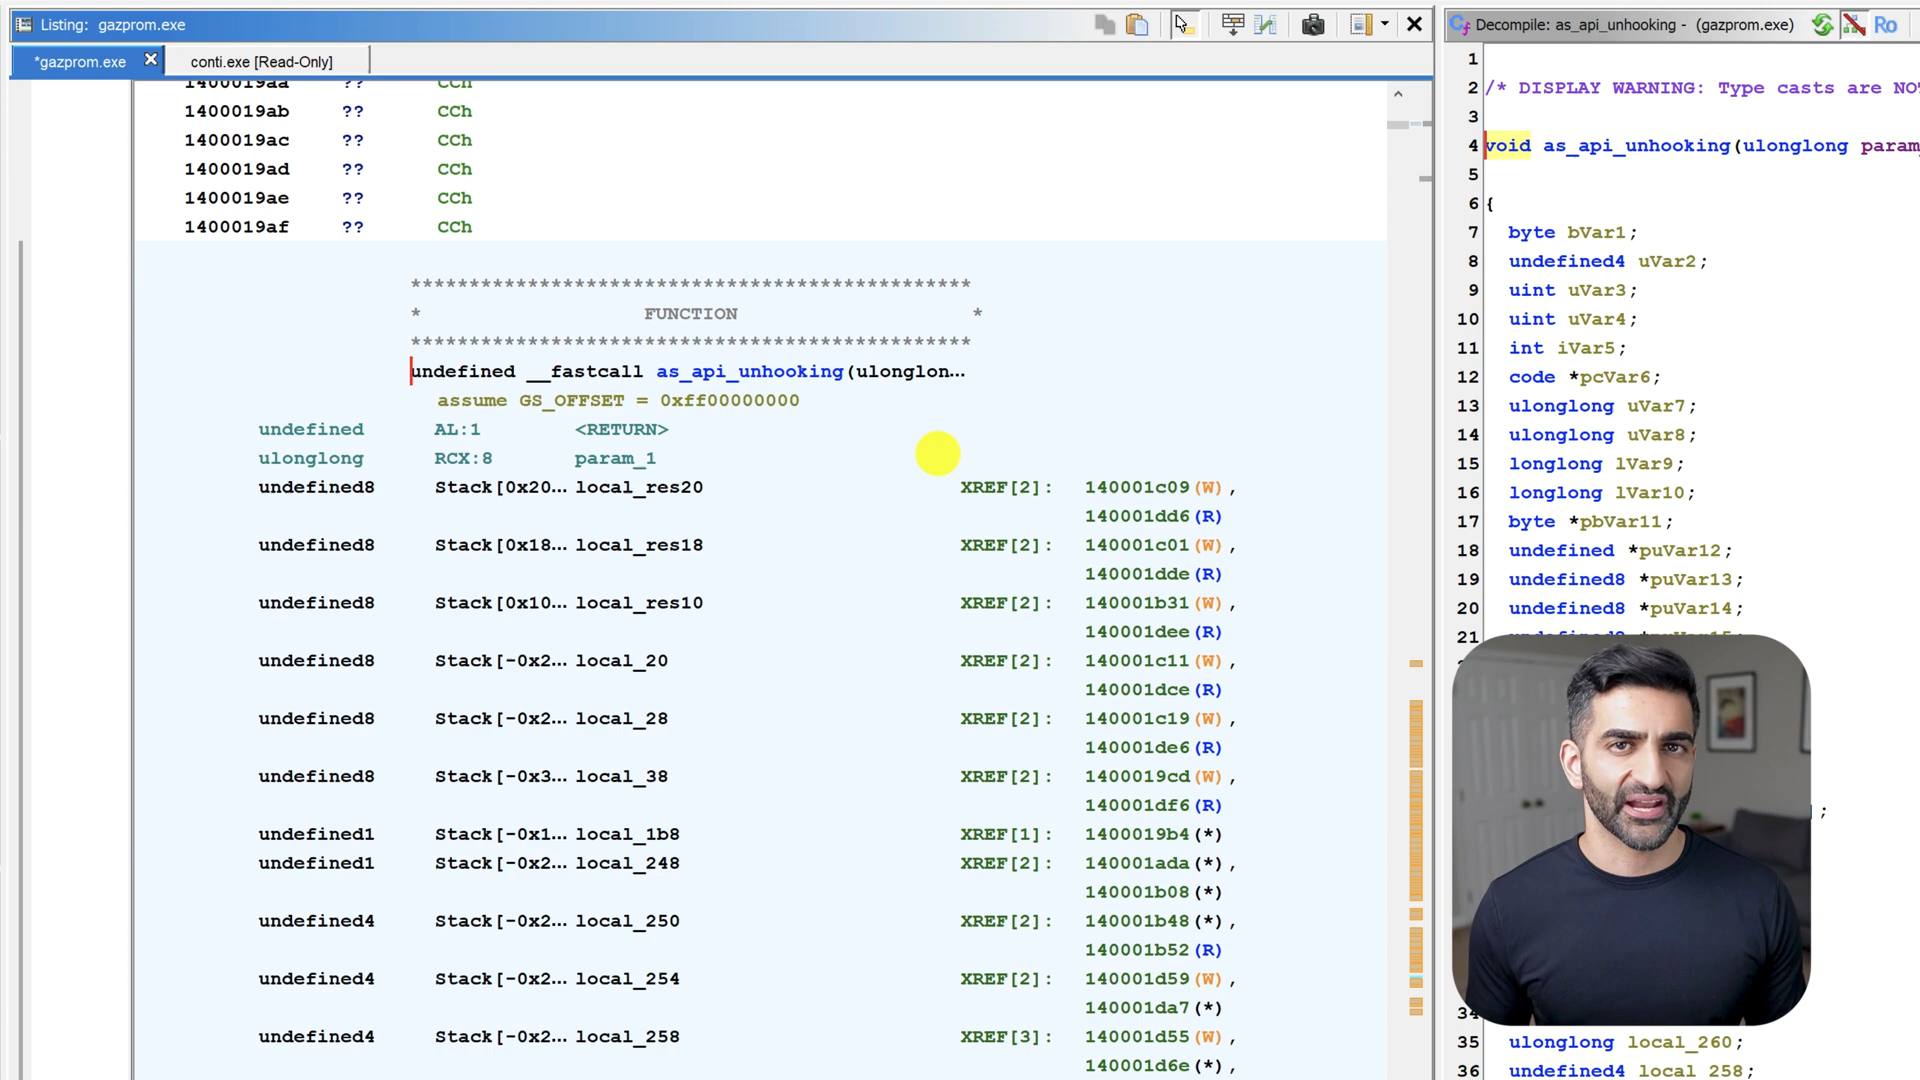 Listing: gazprom.exe
*gazprom.exe
conti.exe [Read-Only]
1400019aa ?? CCh
1400019ab ?? CCh
1400019ac ?? CCh
1400019ad ?? CCh
1400019ae ?? CCh
1400019af ?? CCh
************************************************
* FUNCTION *
************************************************
undefined __fastcall as_api_unhooking(ulonglon...
assume GS_OFFSET = 0xff00000000
undefined AL:1 <RETURN>
ulonglong RCX:8 param_1
undefined8 Stack[0x20... local_res20 XREF[2]: 140001c09(W),
140001dd6(R)
undefined8 Stack[0x18... local_res18 XREF[2]: 140001c01(W),
140001dde(R)
undefined8 Stack[0x10... local_res10 XREF[2]: 140001b31(W),
140001dee(R)
undefined8 Stack[-0x2... local_20 XREF[2]: 140001c11(W),
140001dce(R)
undefined8 Stack[-0x2... local_28 XREF[2]: 140001c19(W),
140001de6(R)
undefined8 Stack[-0x3... local_38 XREF[2]: 1400019cd(W),
140001df6(R)
undefined1 Stack[-0x1... local_1b8 XREF[1]: 1400019b4(*)
undefined1 Stack[-0x2... local_248 XREF[2]: 140001ada(*),
140001b08(*)
undefined4 Stack[-0x2... local_250 XREF[2]: 140001b48(*),
140001b52(R)
undefined4 Stack[-0x2... local_254 XREF[2]: 140001d59(W),
140001da7(*)
undefined4 Stack[-0x2... local_258 XREF[3]: 140001d55(W),
140001d6e(*),
Decompile: as_api_unhooking - (gazprom.exe)
Ro
1
2 /* DISPLAY WARNING: Type casts are NO
3
4 void as_api_unhooking(ulonglong param
5
6 {
7 byte bVar1;
8 undefined4 uVar2;
9 uint uVar3;
10 uint uVar4;
11 int iVar5;
12 code *pcVar6;
13 ulonglong uVar7;
14 ulonglong uVar8;
15 longlong lVar9;
16 longlong lVar10;
17 byte *pbVar11;
18 undefined *puVar12;
19 undefined8 *puVar13;
20 undefined8 *puVar14;
21
];
34
35 ulonglong local_260;
36 undefined4 local_258;